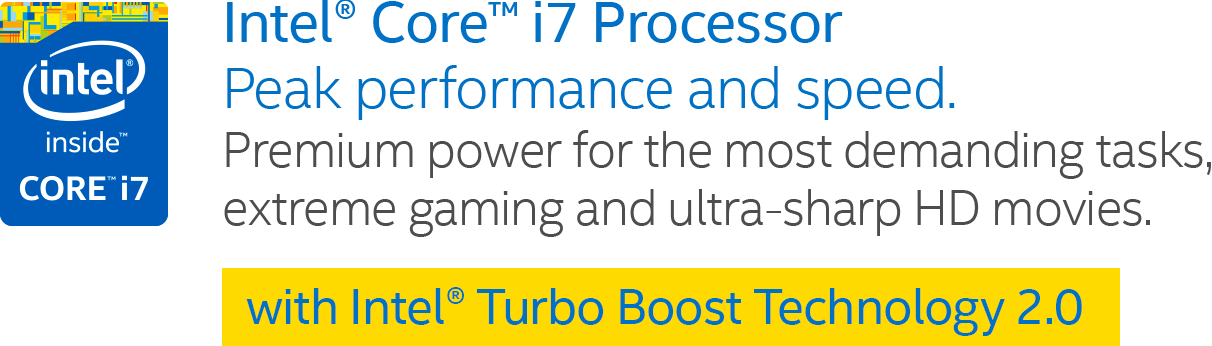 intel®
inside™
CORE™ i7
Intel® Core™ i7 Processor
Peak performance and speed.
Premium power for the most demanding tasks,
extreme gaming and ultra-sharp HD movies.
with Intel® Turbo Boost Technology 2.0